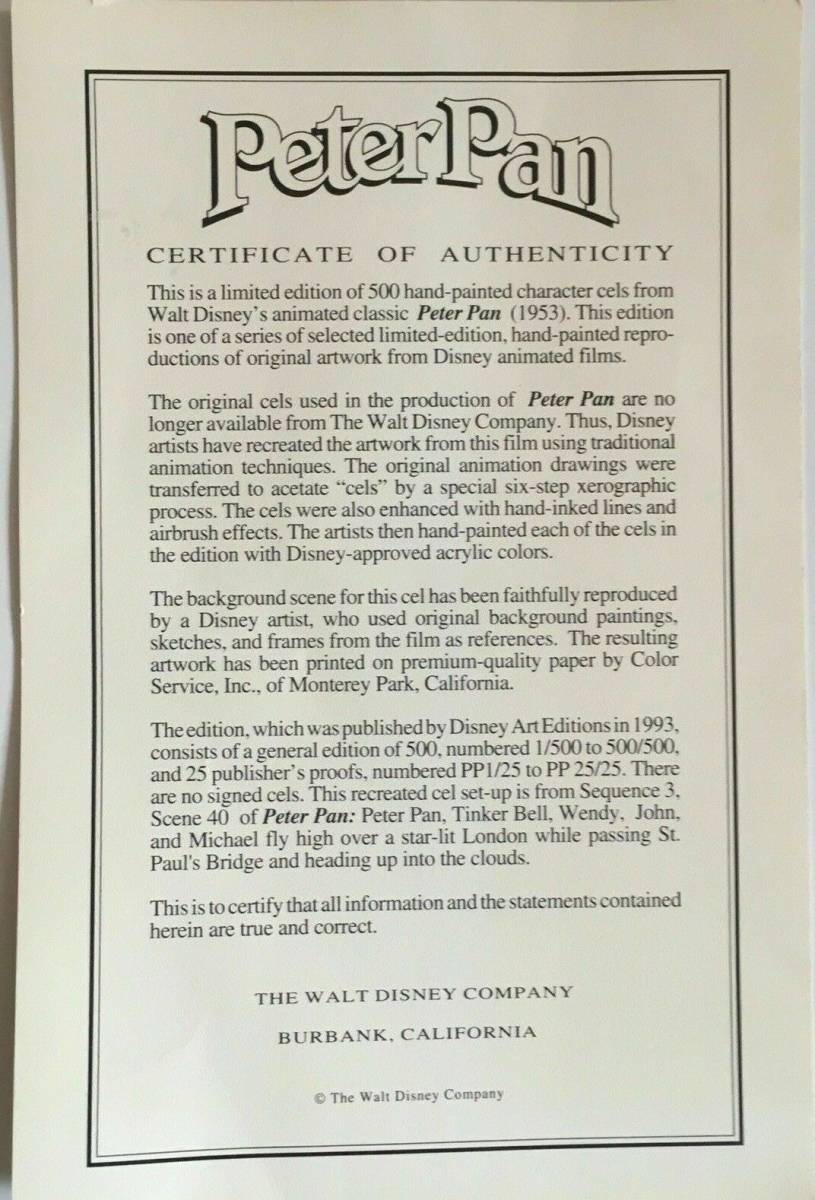 Peter Pan
CERTIFICATE OF AUTHENTICITY
This is a limited edition of 500 hand-painted character cels from
Walt Disney's animated classic Peter Pan (1953). This edition
is one of a series of selected limited-edition, hand-painted repro-
ductions of original artwork from Disney animated films.
The original cels used in the production of Peter Pan are no
longer available from The Walt Disney Company. Thus, Disney
artists have recreated the artwork from this film using traditional
animation techniques. The original animation drawings were
transferred to acetate “cels” by a special six-step xerographic
process. The cels were also enhanced with hand-inked lines and
airbrush effects. The artists then hand-painted each of the cels in
the edition with Disney-approved acrylic colors.
The background scene for this cel has been faithfully reproduced
by a Disney artist, who used original background paintings,
sketches, and frames from the film as references. The resulting
artwork has been printed on premium-quality paper by Color
Service, Inc., of Monterey Park, California.
The edition, which was published by Disney Art Editions in 1993,
consists of a general edition of 500, numbered 1/500 to 500/500,
and 25 publisher's proofs, numbered PP1/25 to PP 25/25. There
are no signed cels. This recreated cel set-up is from Sequence 3,
Scene 40 of Peter Pan: Peter Pan, Tinker Bell, Wendy, John,
and Michael fly high over a star-lit London while passing St.
Paul's Bridge and heading up into the clouds.
This is to certify that all information and the statements contained
herein are true and correct.
THE WALT DISNEY COMPANY
BURBANK, CALIFORNIA
© The Walt Disney Company